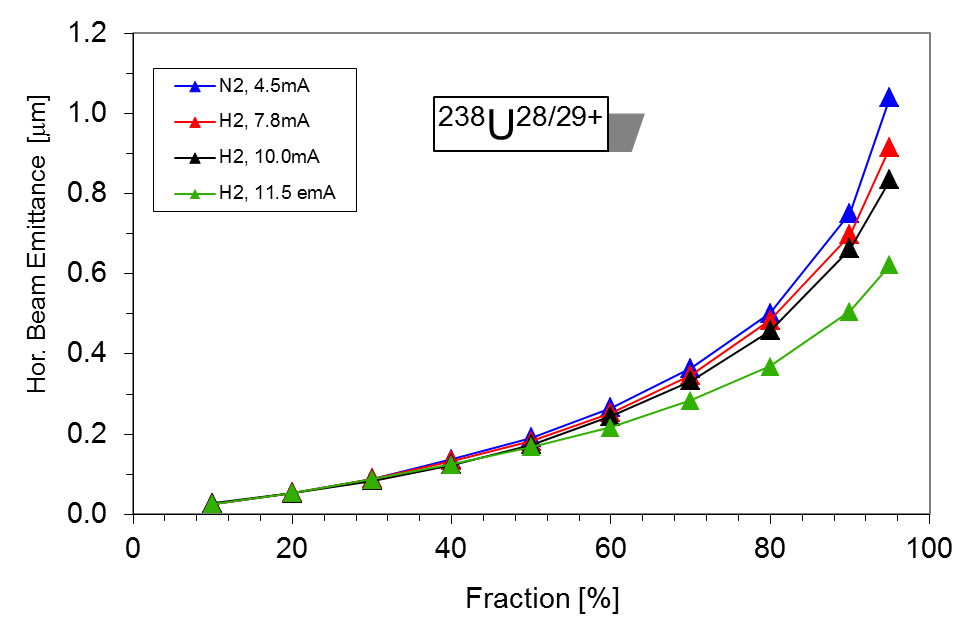 1.2
1.0
0.8
0.6
0.4
0.2
0.0
Hor. Beam Emittance [µm]
N2, 4.5mA
H2, 7.8mA
H2, 10.0mA
H2, 11.5 emA
238U28/29+
0 20 40 60 80 100
Fraction [%]